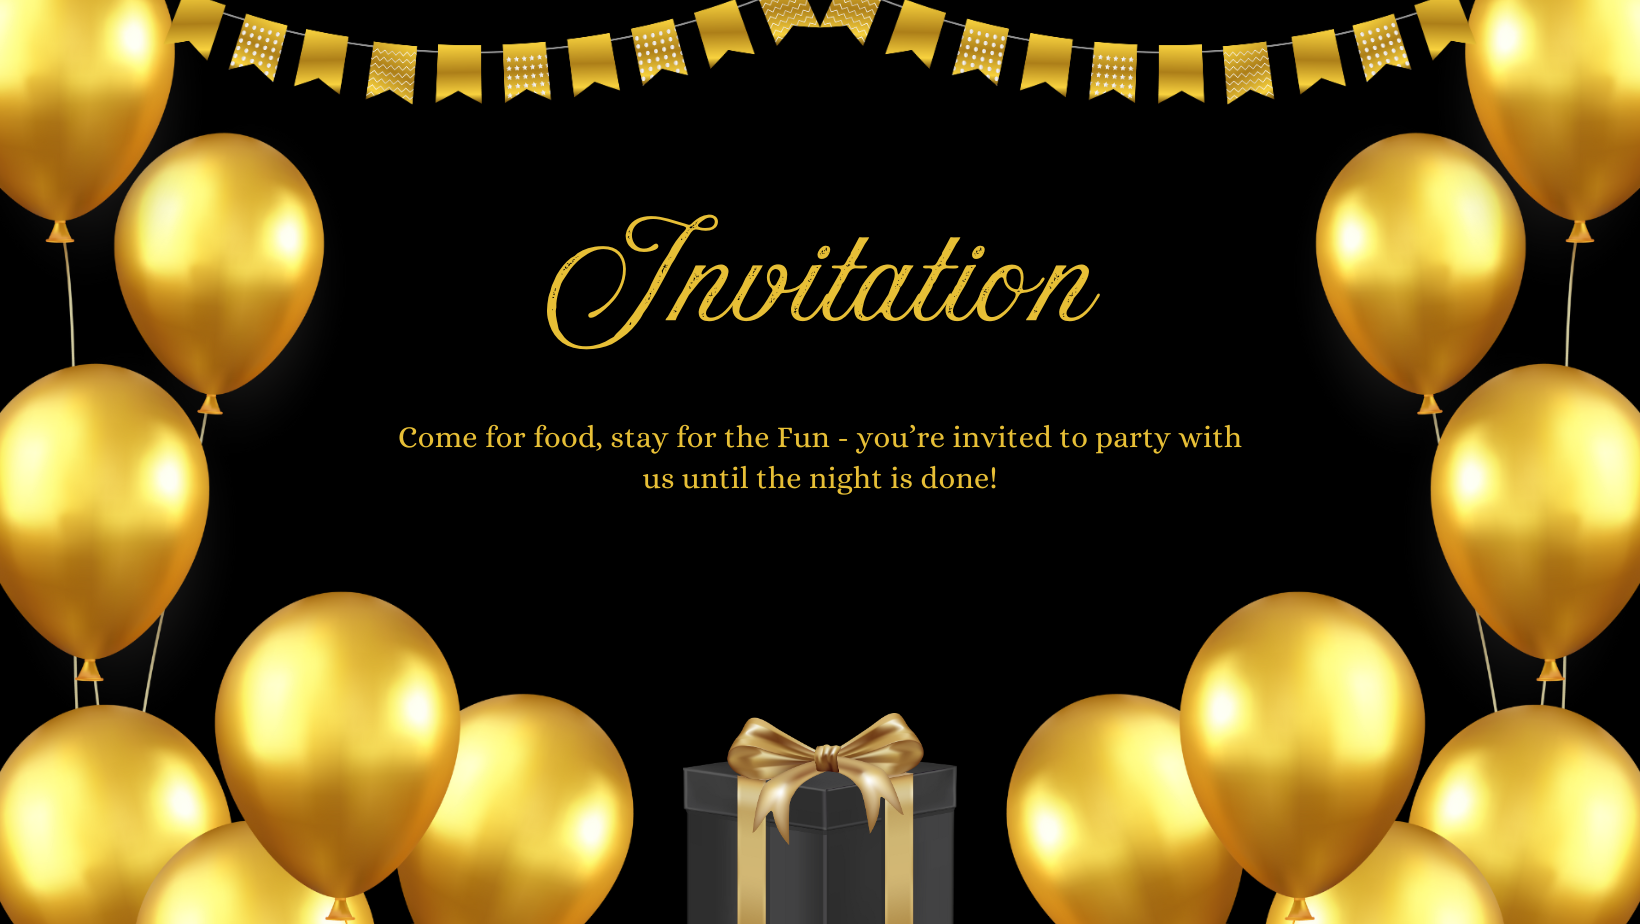 Invitation
Come for food, stay for the Fun - you’re invited to party with
us until the night is done!